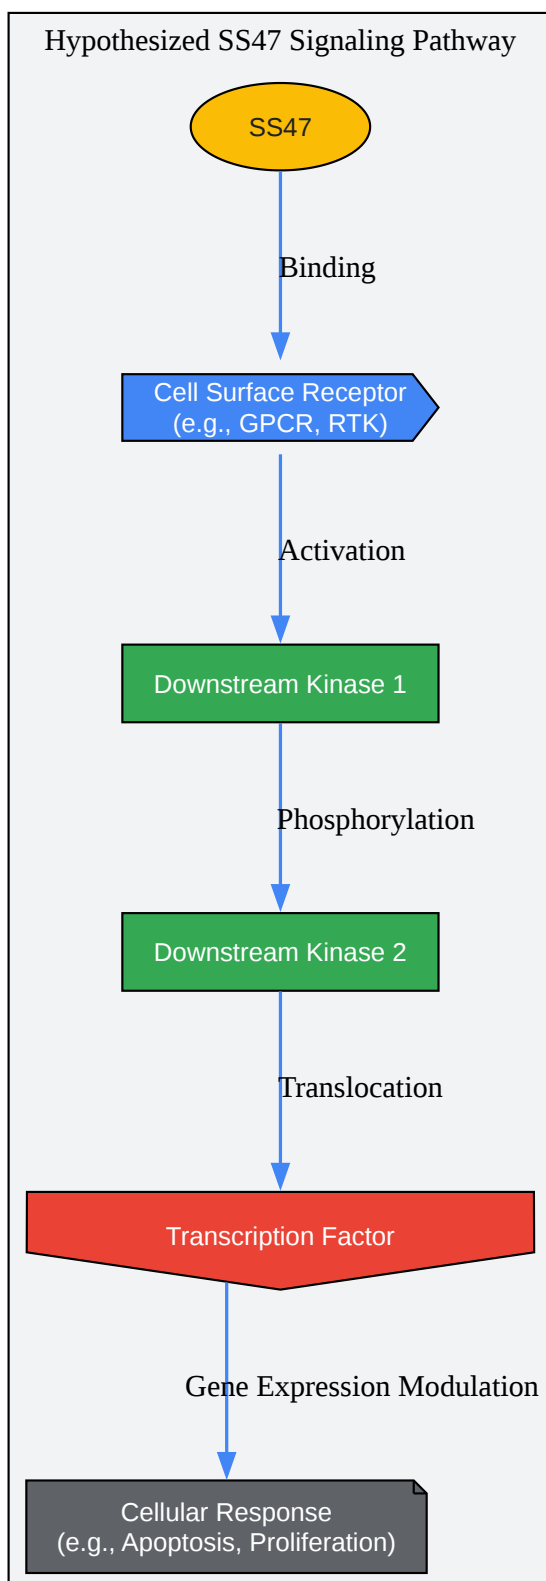 Hypothesized SS47 Signaling Pathway
SS47
Binding
Cell Surface Receptor
(e.g., GPCR, RTK)
Activation
Downstream Kinase 1
Phosphorylation
Downstream Kinase 2
Translocation
Transcription Factor
Gene Expression Modulation
Cellular Response
(e.g., Apoptosis, Proliferation)